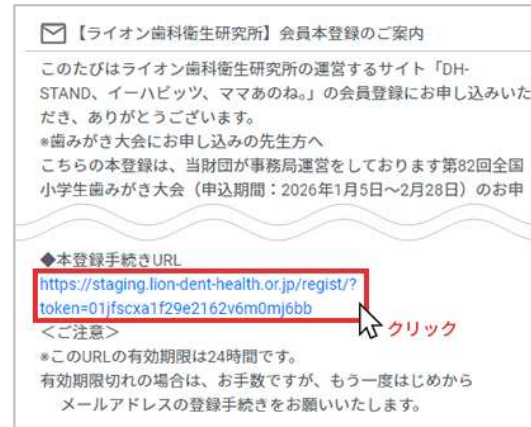 【ライオン歯科衛生研究所】会員本登録のご案内
このたびはライオン歯科衛生研究所の運営するサイト「DH-
STAND、イーハビッツ、ママあのね。」の会員登録にお申し込みいた
だき、ありがとうございます。
※歯みがき大会にお申し込みの先生方へ
こちらの本登録は、当財団が事務局運営をしております第82回全国
小学生歯みがき大会（申込期間：2026年1月5日～2月28日）のお申
◆本登録手続きURL
https://staging.lion-dent-health.or.jp/regist/?
token=01jfscxa1f29e2162v6m0mj6bb
クリック
＜ご注意＞
※このURLの有効期限は24時間です。
有効期限切れの場合は、お手数ですが、もう一度はじめから
メールアドレスの登録手続きをお願いいたします。